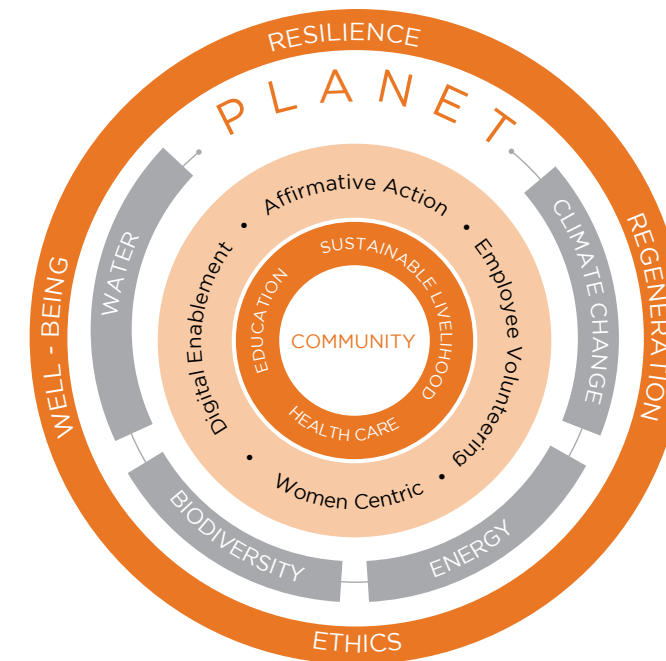 RESILIENCE
PLANET
WELL - BEING
REGENERATION
WATER
CLIMATE CHANGE
BIODIVERSITY
ENERGY
ETHICS
Affirmative Action
Digital Enablement
Employee Volunteering
Women Centric
SUSTAINABLE LIVELIHOOD
EDUCATION
HEALTH CARE
COMMUNITY